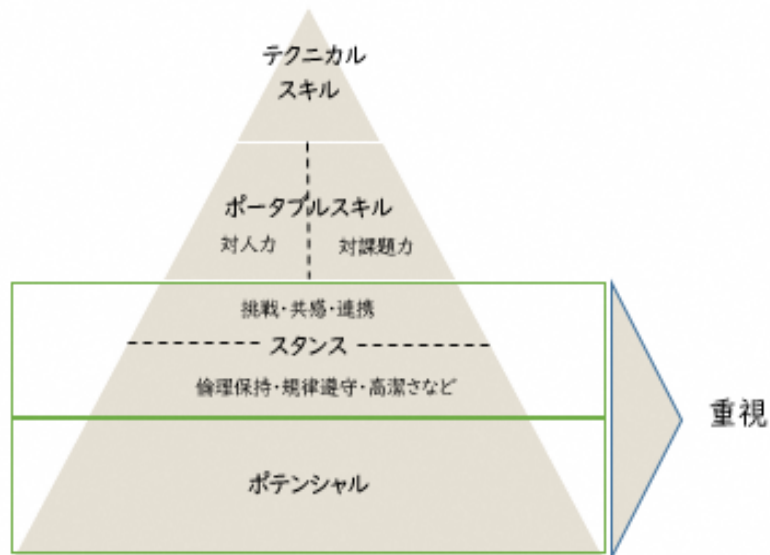 テクニカル
スキル
ポータブルスキル
対人力 対課題力
挑戦・共感・連携
スタンス
倫理保持・規律遵守・高潔さなど
ポテンシャル
重視